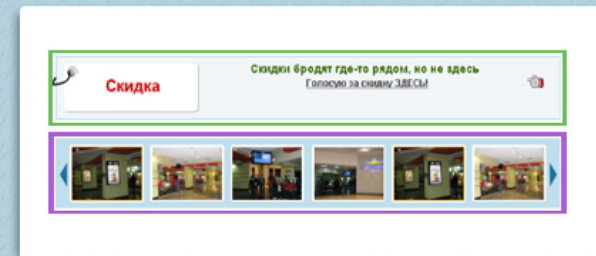 Скидки бродят где-то рядом, но не здесь
Скидка
Голосую за скидку ЗДЕСЬ!